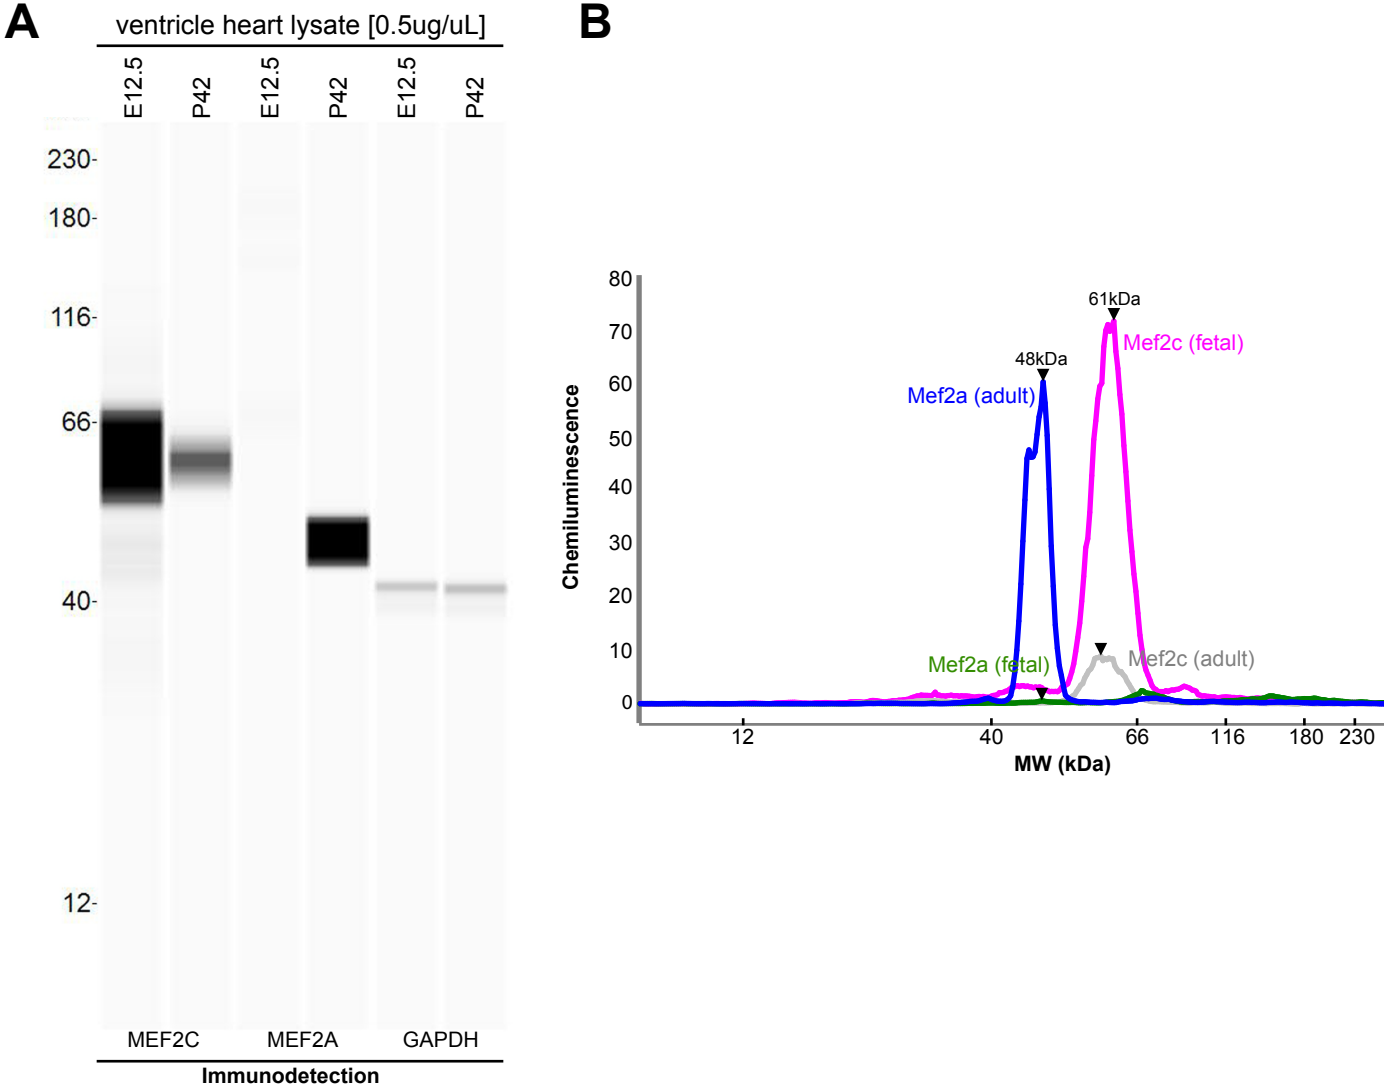 A
ventricle heart lysate [0.5ug/uL]
E12.5 P42 E12.5 P42 E12.5 P42
230-
180-
116-
66-
40-
12-
MEF2C MEF2A GAPDH
Immunodetection
B
80
70
60
50
40
30
20
10
0
Chemiluminescence
61kDa
Mef2c (fetal)
48kDa
Mef2a (adult)
Mef2a (fetal)
Mef2c (adult)
12 40 66 116 180 230
MW (kDa)